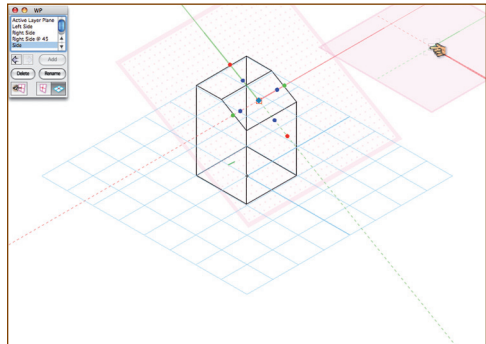 WP
Active Layer Plane
Left Side
Right Side
Right Side @ 45
Side
Add
Delete
Rename